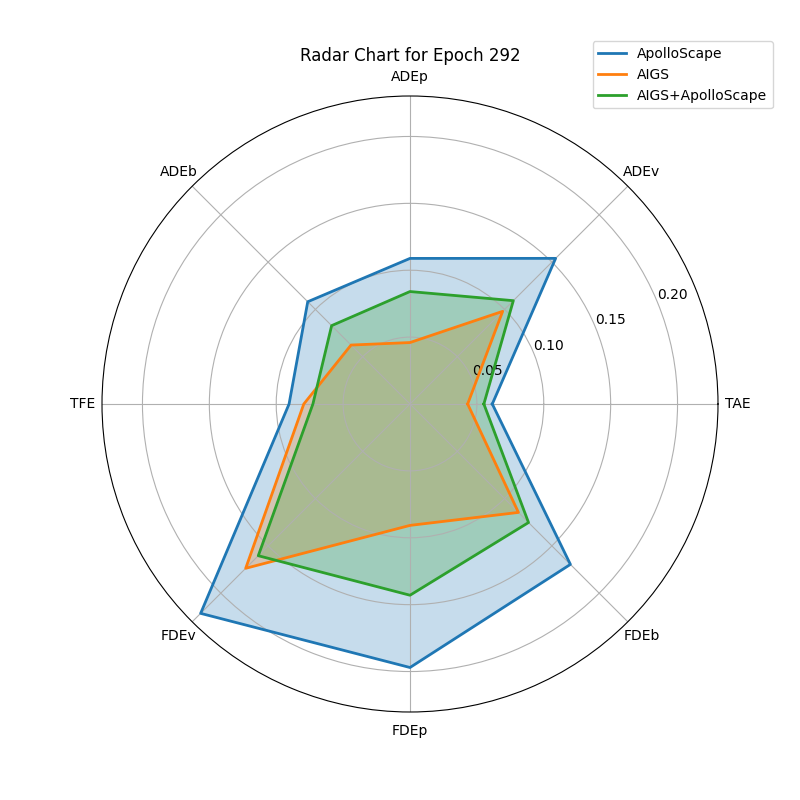 Radar Chart for Epoch 292
ApolloScape
AIGS
AIGS+ApolloScape
ADEp
ADEb
ADEv
0.20
0.15
0.10
0.05
TFE
TAE
FDEv
FDEb
FDEp